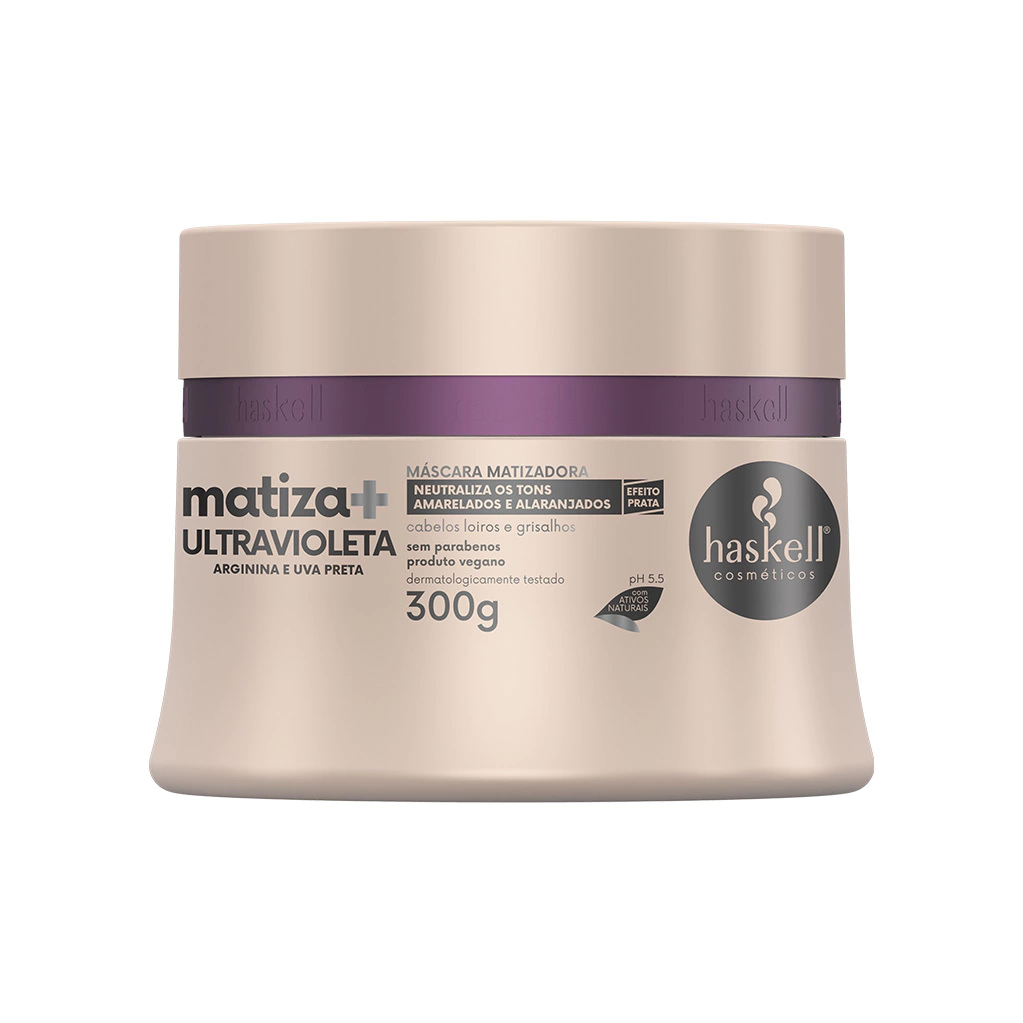 haskell
haskell
matiza+
ULTRAVIOLETA
ARGININA E UVA PRETA
MÁSCARA MATIZADORA
NEUTRALIZA OS TONS
AMARELADOS E ALARANJADOS
EFEITO
PRATA
cabelos loiros e grisalhos
sem parabenos
produto vegano
dermatologicamente testado
300g
pH 5.5
com
ATIVOS
NATURAIS
haskell®
cosméticos